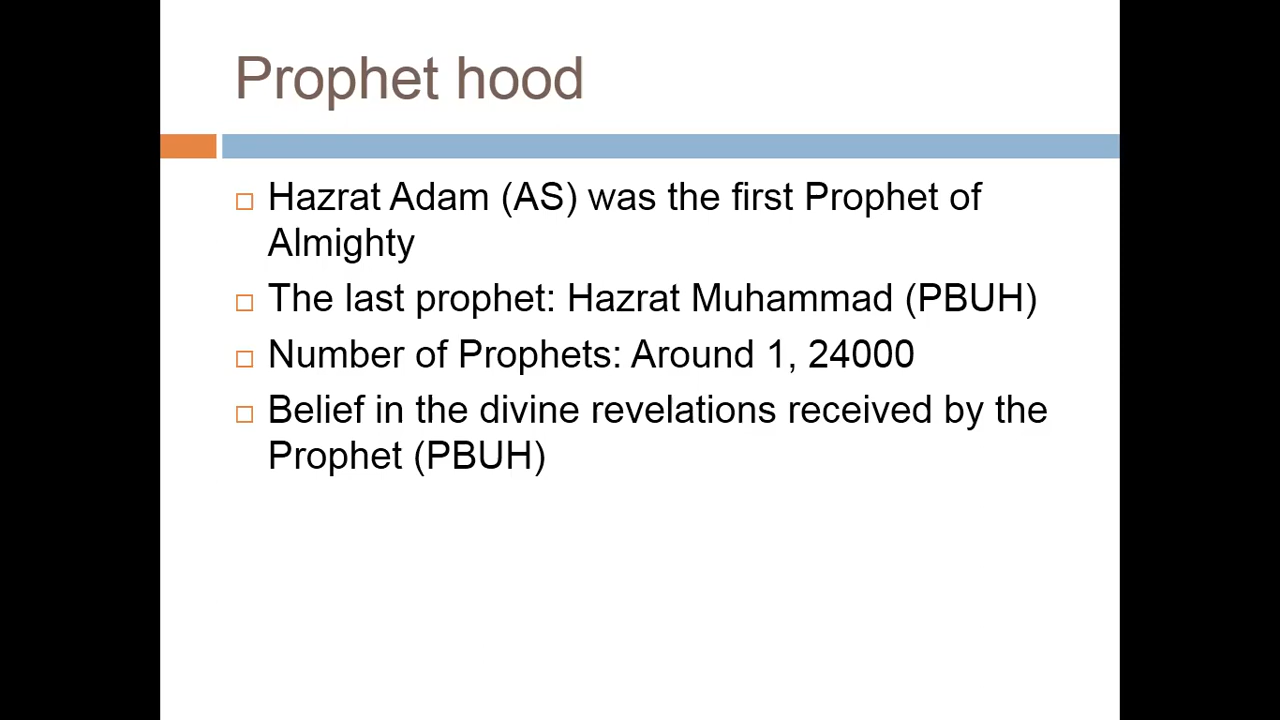 Prophet hood
Hazrat Adam (AS) was the first Prophet of
Almighty
The last prophet: Hazrat Muhammad (PBUH)
Number of Prophets: Around 1, 24000
Belief in the divine revelations received by the
Prophet (PBUH)